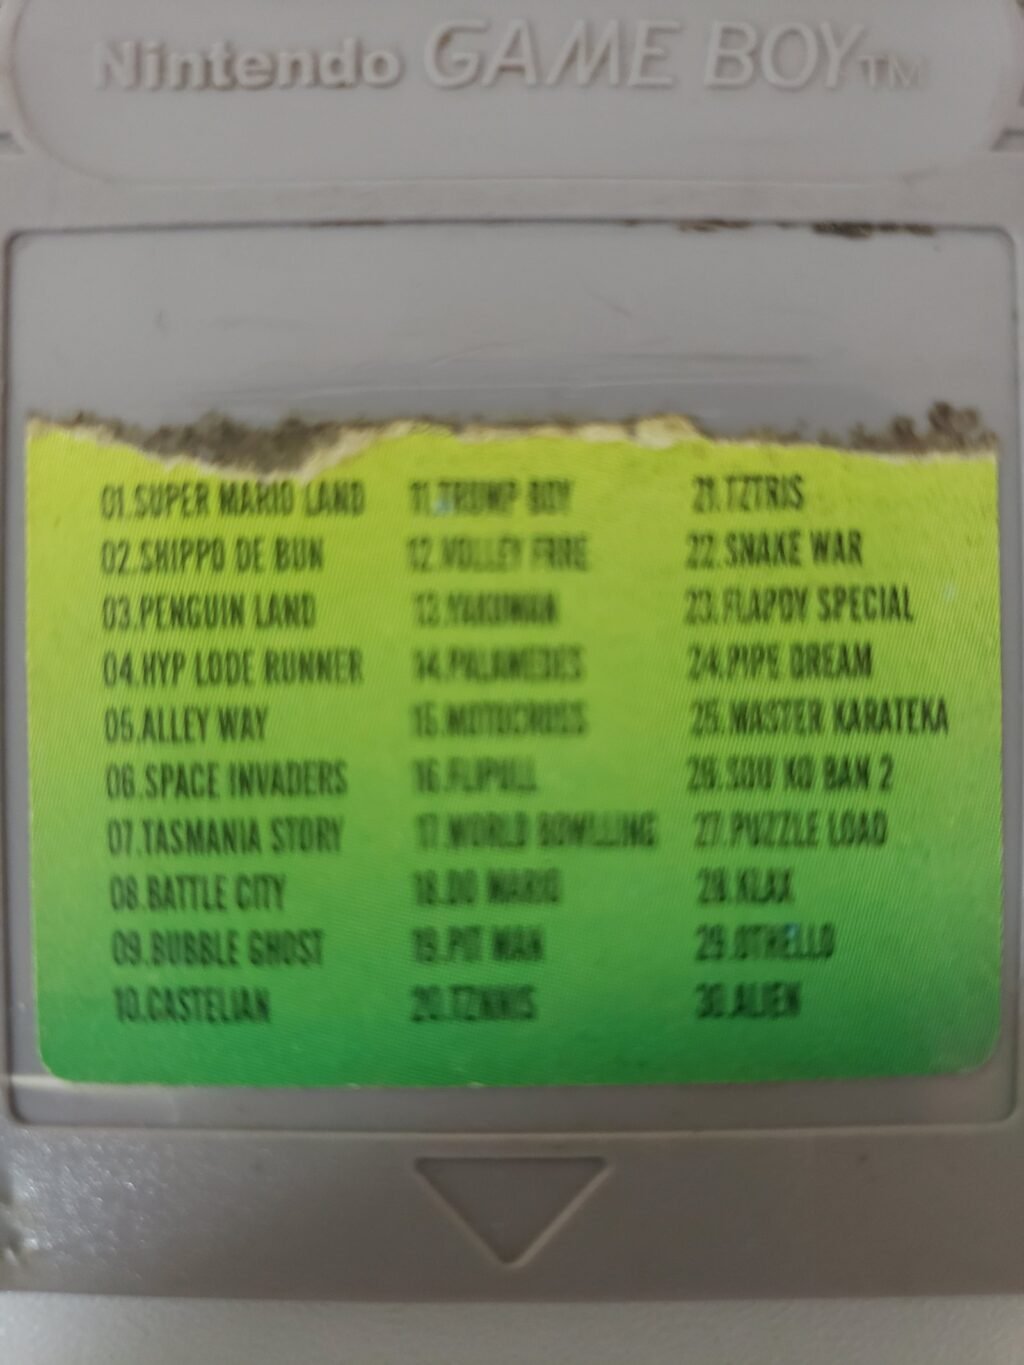 Nintendo GAME BOY TM
01.SUPER MARIO LAND
02.SHIPPO DE BUN
03.PENGUIN LAND
04.HYP LODE RUNNER
05.ALLEY WAY
06.SPACE INVADERS
07.TASMANIA STORY
08.BATTLE CITY
09.BUBBLE GHOST
10.CASTELIAN
11.TRUMP BOY
12.VOLLEY FIRE
13.YAKUMAN
14.PALAMEDES
15.MOTOCROSS
16.FLIPULL
17.WORLD BOWLLING
18.DO MARIO
19.PIT MAN
20.TZNNIS
21.TZTRIS
22.SNAKE WAR
23.FLAPDY SPECIAL
24.PIPE DREAM
25.MASTER KARATEKA
26.SOU KO BAN 2
27.PUZZLE LOAD
28.KLAX
29.OTHELLO
30.ALIEN